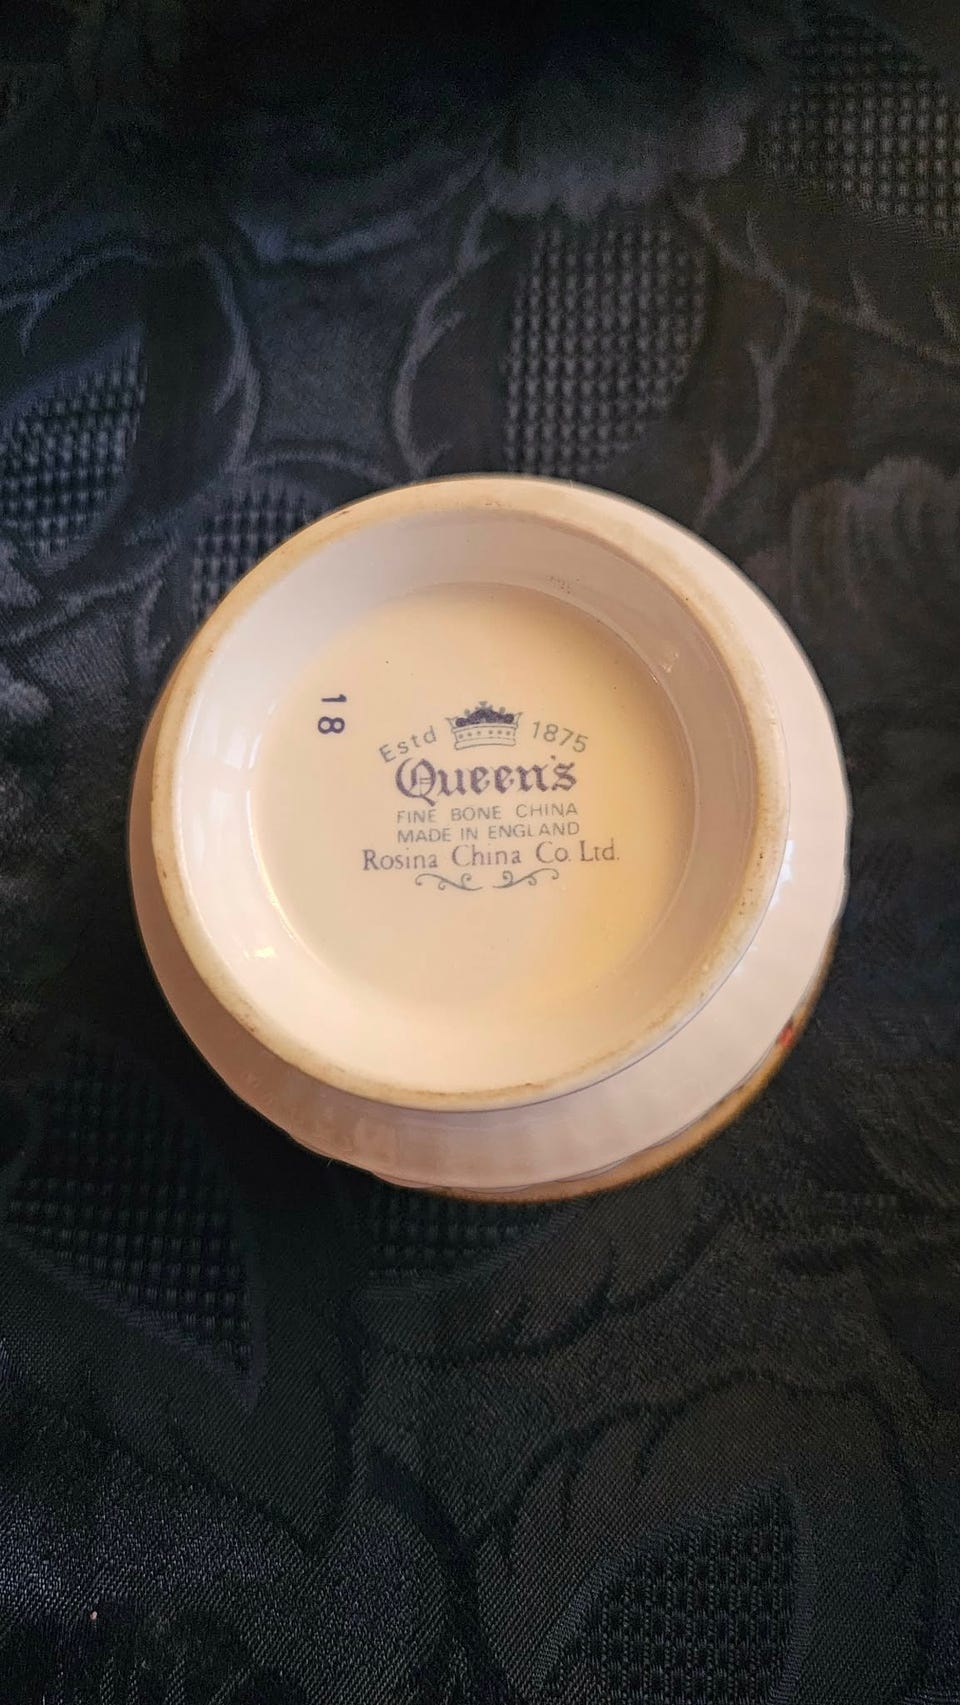 18
Estd 1875
Queen's
FINE BONE CHINA
MADE IN ENGLAND
Rosina China Co. Ltd.